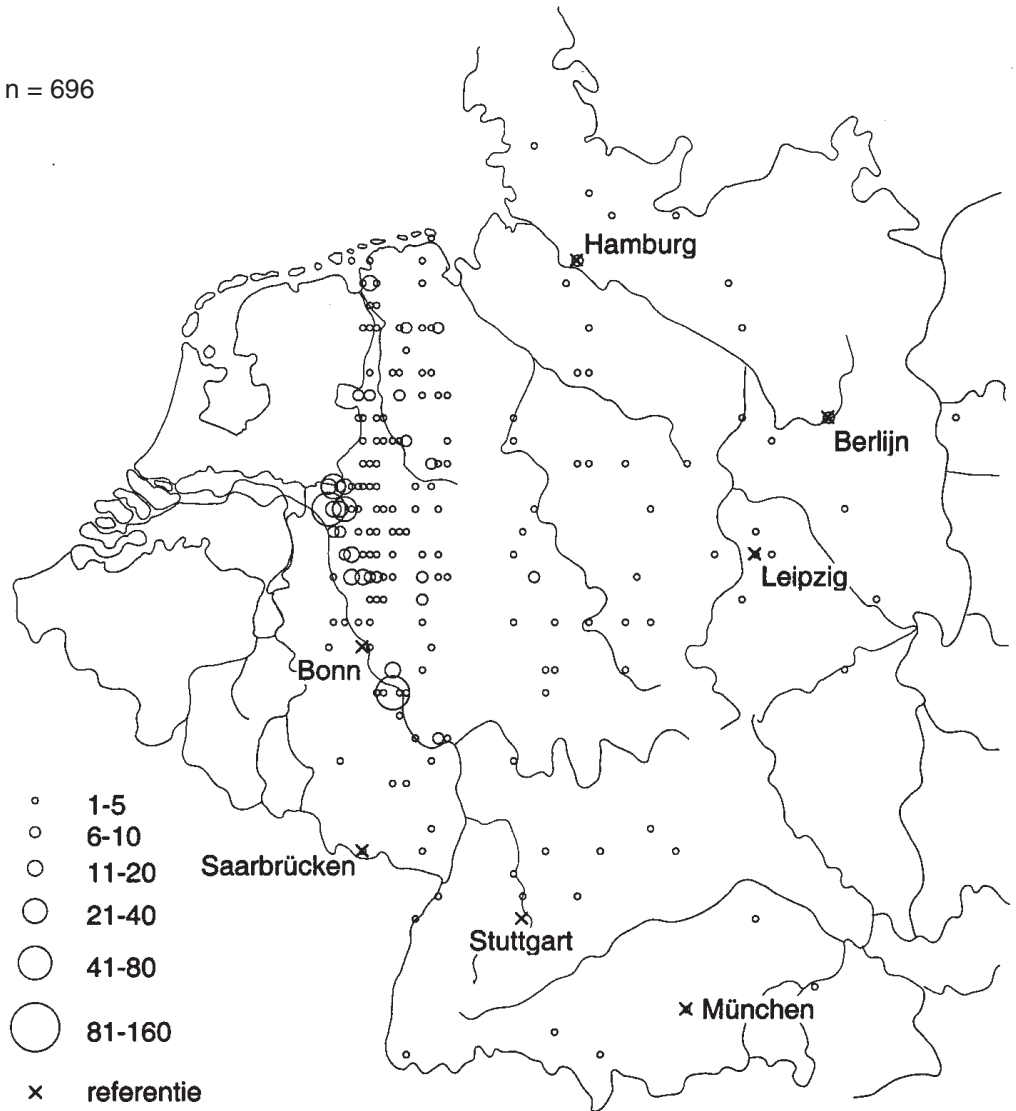 n = 696
Hamburg
Berlijn
Leipzig
Bonn
Saarbrücken
Stuttgart
München
1-5
6-10
11-20
21-40
41-80
81-160
referentie